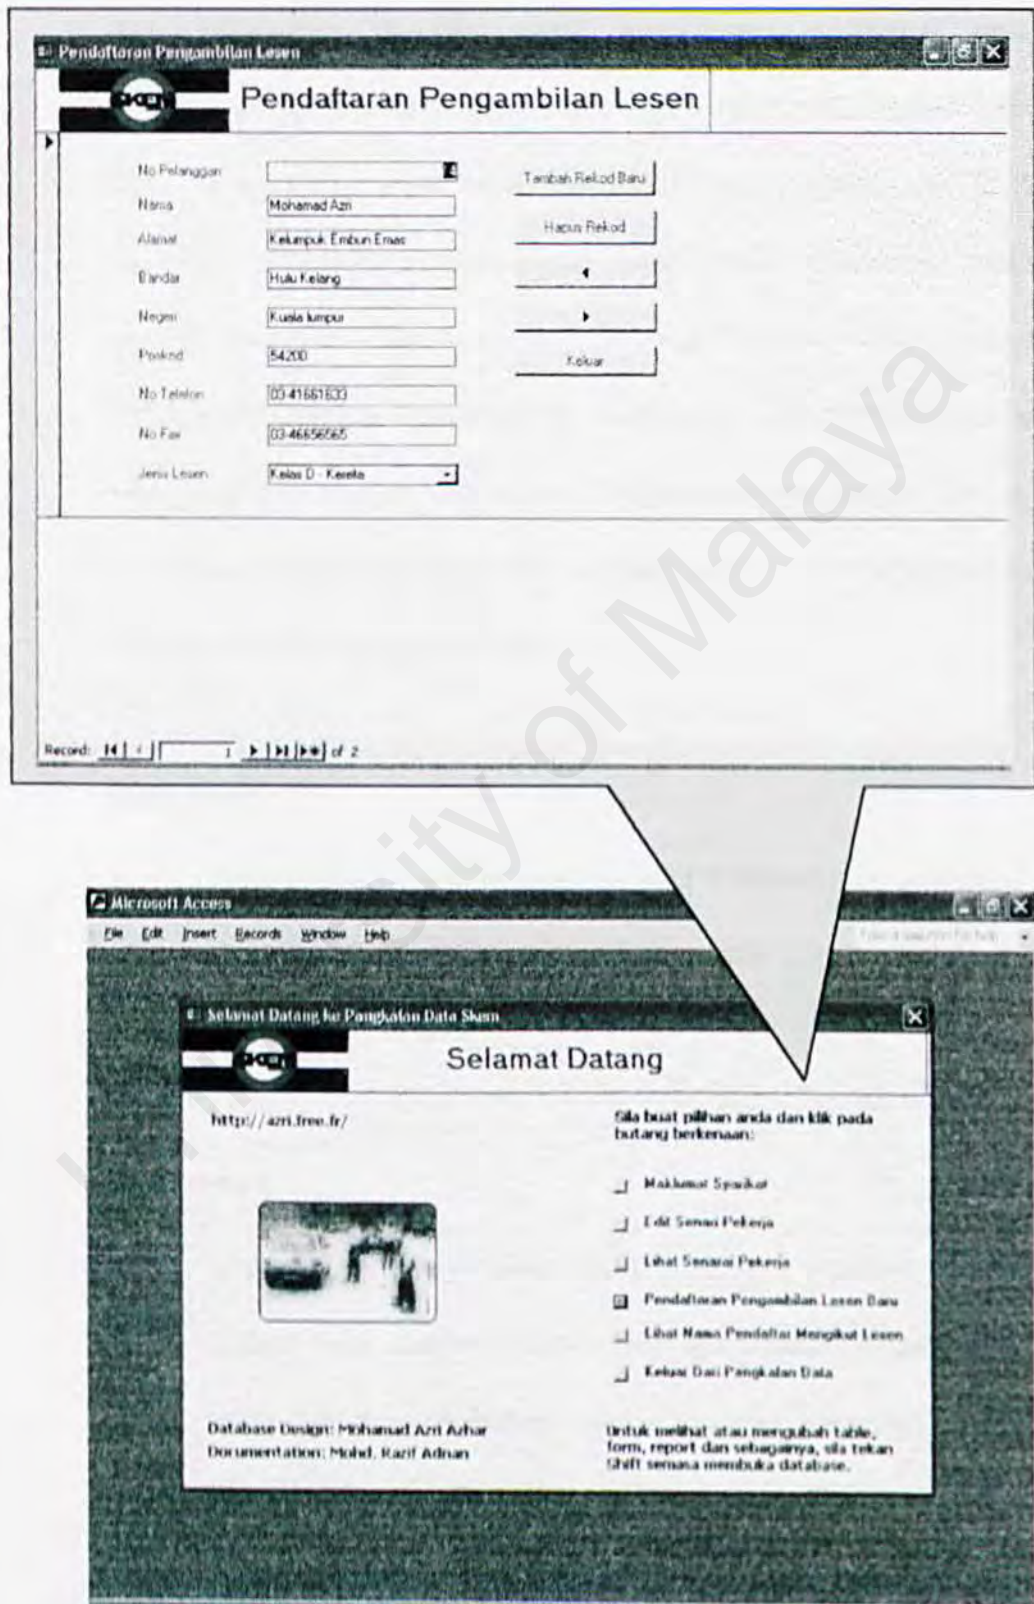 Pendaftaran Pengambilan Lesen
Pendaftaran Pengambilan Lesen
No Pelanggan 4
Nama Mohamad Azri
Alamat Kelumpuk Embun Emas
Bandar Hulu Kelang
Negeri Kuala lumpur
Poskod 54200
No Telefon 03-41661633
No Fax 03-46656565
Jenis Lesen Kelas D - Kereta
Tambah Rekod Baru
Hapus Rekod
Keluar
Record: 1 of 2
Microsoft Access
File Edit Insert Records Window Help
Selamat Datang ke Pangkalan Data Skem
Selamat Datang
http://azri.free.fr/
Sila buat pilihan anda dan klik pada
butang berkenaan:
Maklumat Syarikat
Edit Senari Pekerja
Lihat Senarai Pekerja
Pendaftaran Pengambilan Lesen Baru
Lihat Nama Pendaftar Mengikut Lesen
Keluar Dari Pangkalan Data
Database Design: Mohamad Azri Azhar
Documentation: Mohd. Razif Adnan
Untuk melihat atau mengubah table,
form, report dan sebagainya, sila tekan
Shift semasa membuka database.
University of Malaya